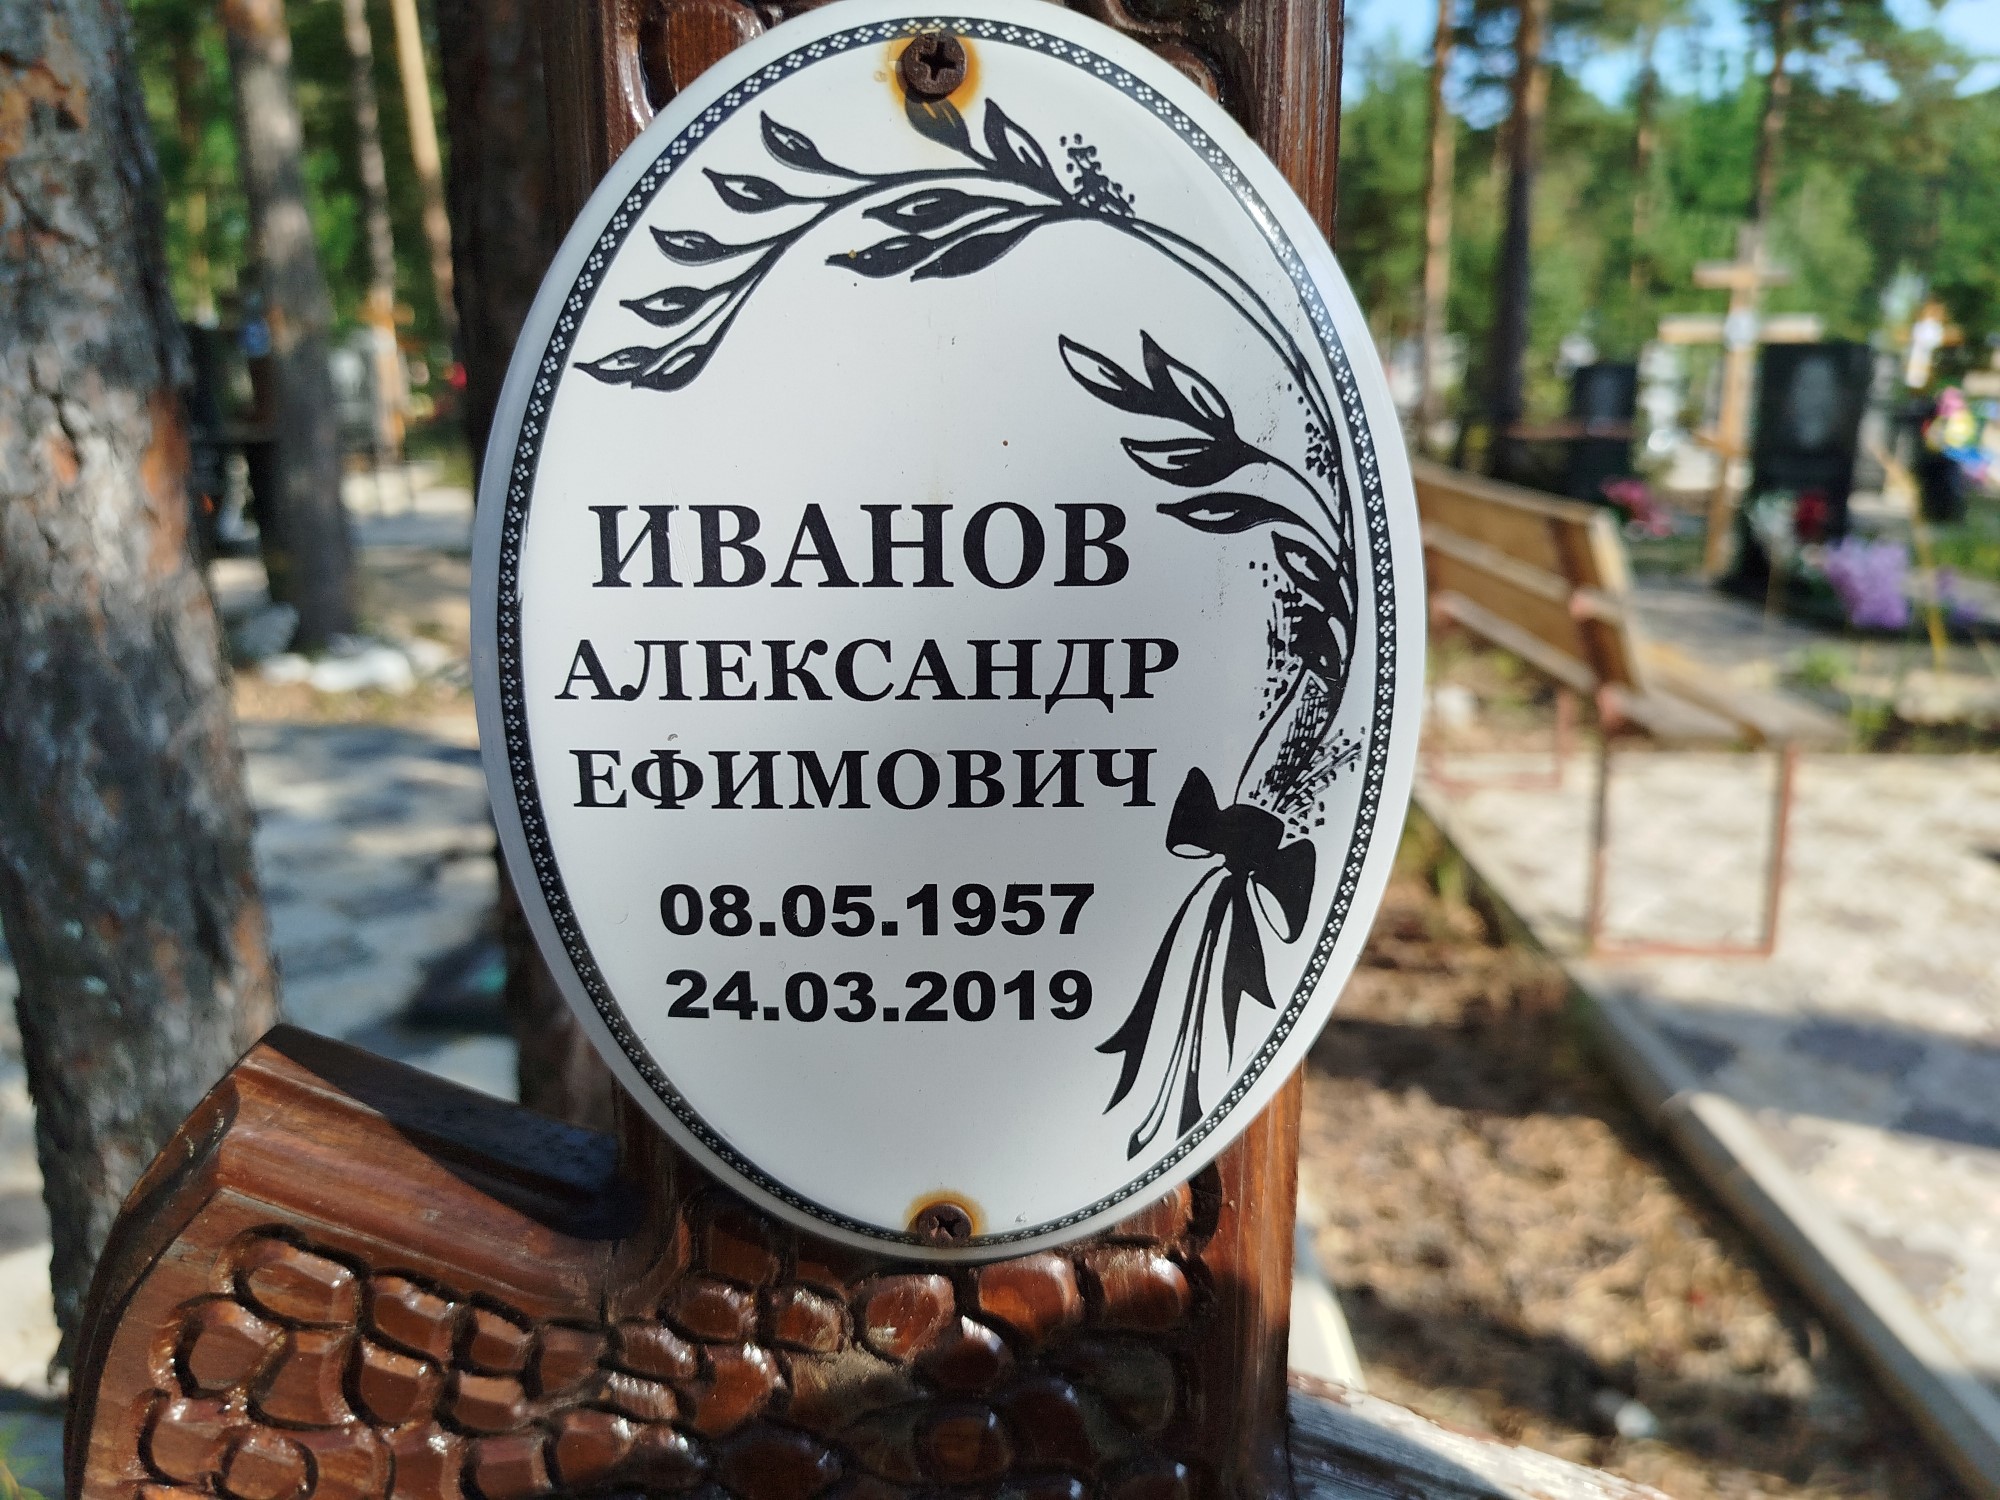 ИВАНОВ
АЛЕКСАНДР
ЕФИМОВИЧ
08.05.1957
24.03.2019